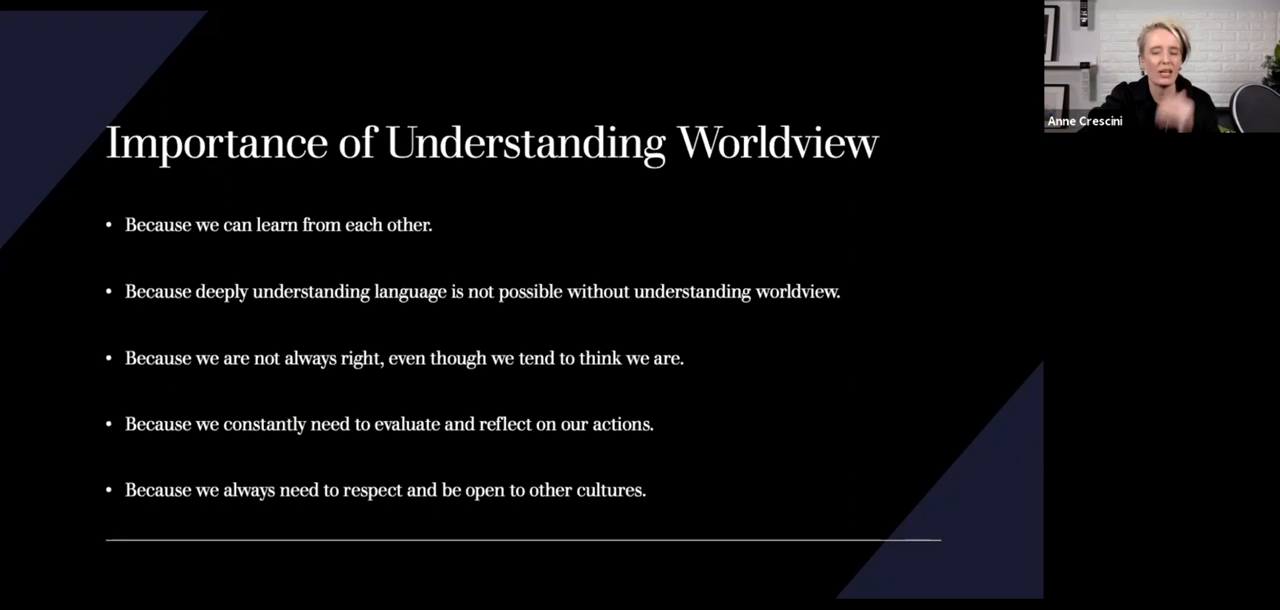 Importance of Understanding Worldview
• Because we can learn from each other.
• Because deeply understanding language is not possible without understanding worldview.
• Because we are not always right, even though we tend to think we are.
• Because we constantly need to evaluate and reflect on our actions.
• Because we always need to respect and be open to other cultures.
Anne Crescini